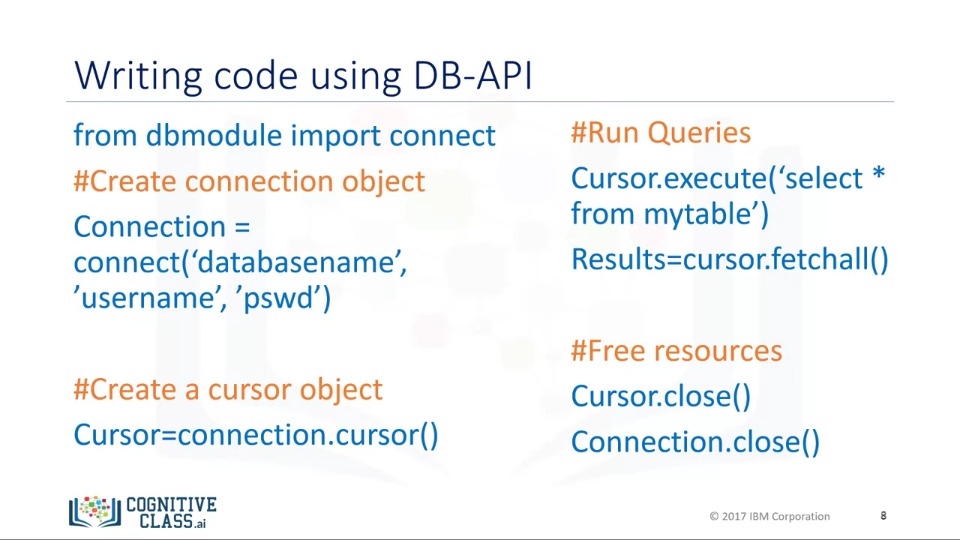 Writing code using DB-API
from dbmodule import connect
#Create connection object
Connection =
connect(‘databasename’,
’username’, ’pswd’)
#Create a cursor object
Cursor=connection.cursor()
#Run Queries
Cursor.execute(‘select *
from mytable’)
Results=cursor.fetchall()
#Free resources
Cursor.close()
Connection.close()
COGNITIVE
CLASS.ai
© 2017 IBM Corporation
8